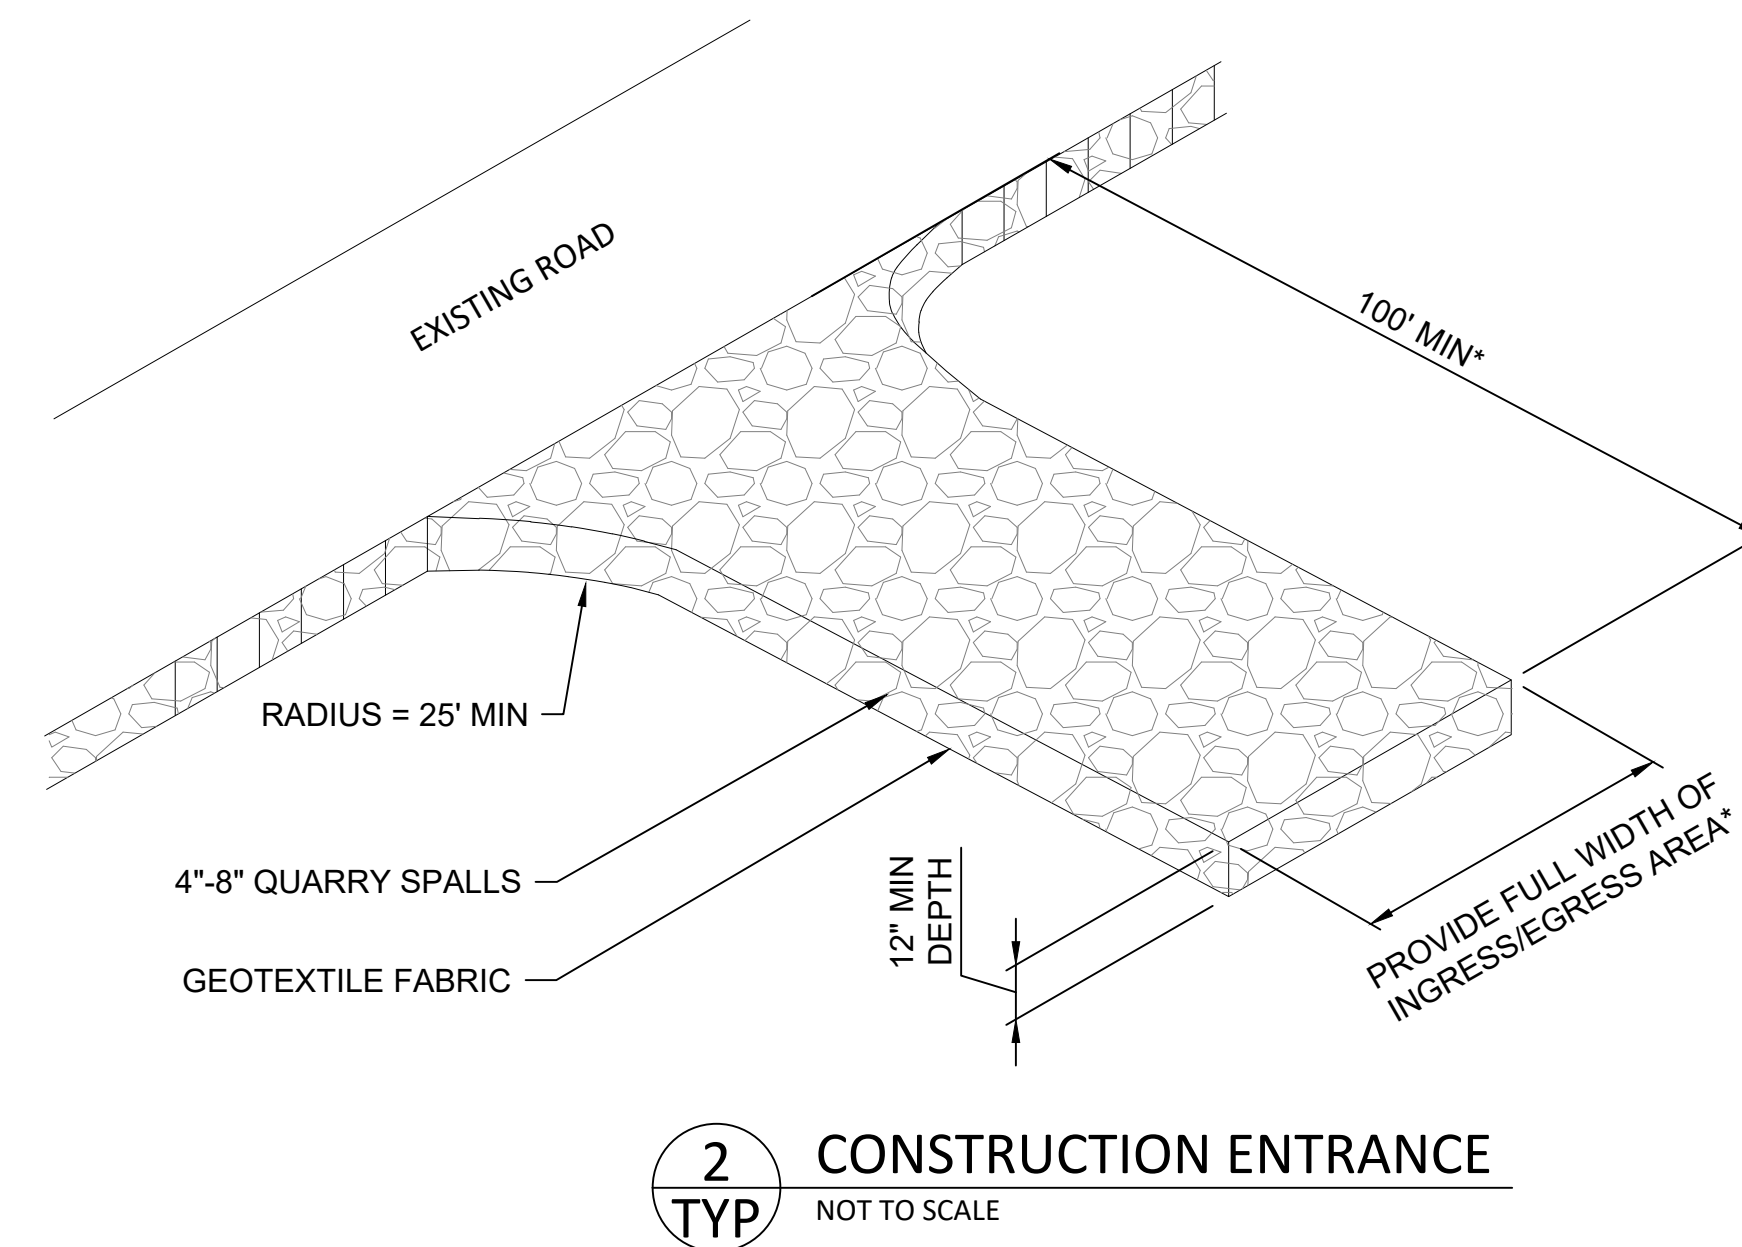 EXISTING ROAD
100' MIN*
RADIUS = 25' MIN
4"-8" QUARRY SPALLS
GEOTEXTILE FABRIC
12" MIN
DEPTH
PROVIDE FULL WIDTH OF
INGRESS/EGRESS AREA*
2
TYP
CONSTRUCTION ENTRANCE
NOT TO SCALE